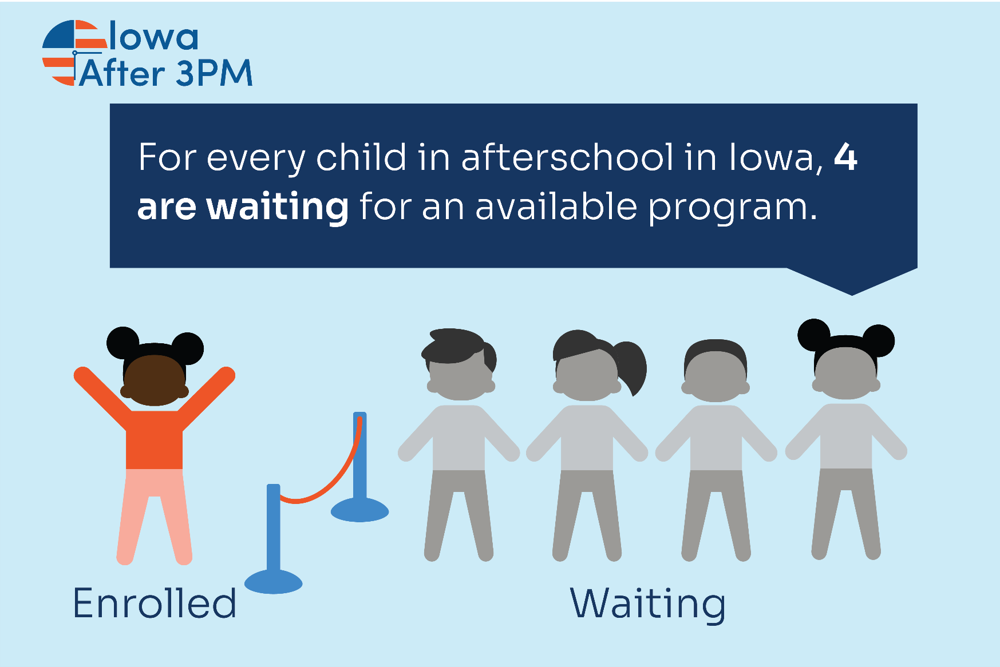 Iowa
After 3PM
For every child in afterschool in Iowa, 4
are waiting for an available program.
Enrolled
Waiting